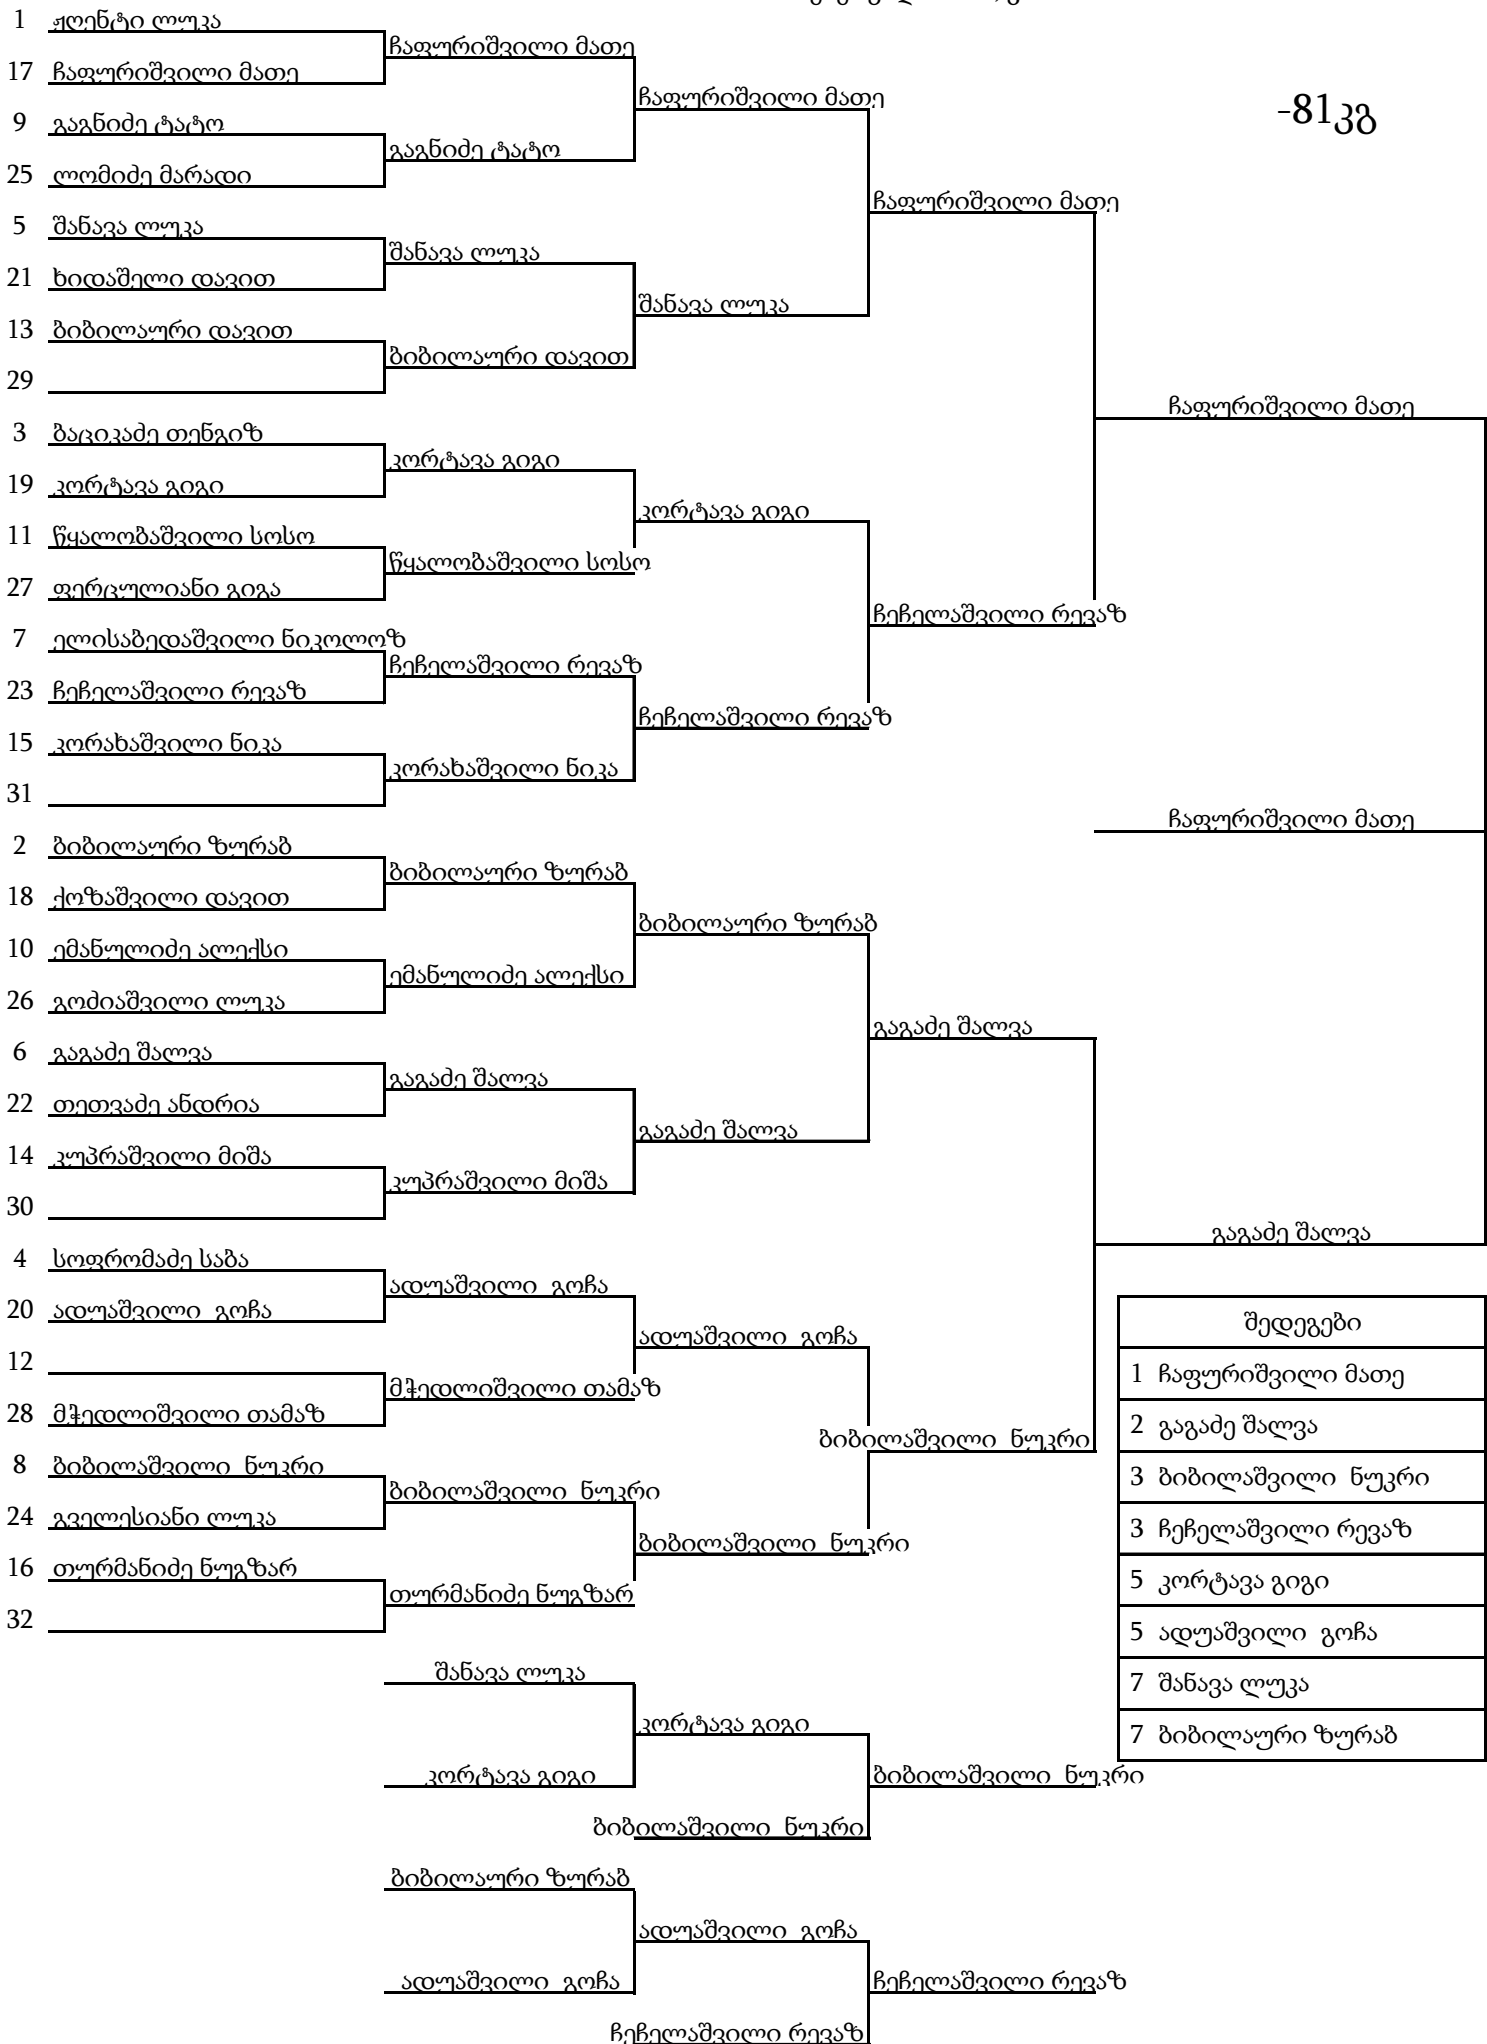 1 ჟღენტი ლუკა
17 ჩაფურიშვილი მათე
9 გაგნიძე ტატო
25 ლომიძე მარადი
5 შანავა ლუკა
21 ხიდაშელი დავით
13 ბიბილაური დავით
29
3 ბაციკაძე თენგიზ
19 კორტავა გიგი
11 წყალობაშვილი სოსო
27 ფერცულიანი გიგა
7 ელისაბედაშვილი ნიკოლოზ
23 ჩეჩელაშვილი რევაზ
15 კორახაშვილი ნიკა
31
2 ბიბილაური ზურაბ
18 ქოზაშვილი დავით
10 ემანულიძე ალექსი
26 გოძიაშვილი ლუკა
6 გაგაძე შალვა
22 თეთვაძე ანდრია
14 კუპრაშვილი მიშა
30
4 სოფრომაძე საბა
20 ადუაშვილი გოჩა
12
28 მჭედლიშვილი თამაზ
8 ბიბილაშვილი ნუკრი
24 გველესიანი ლუკა
16 თურმანიძე ნუგზარ
32
ჩაფურიშვილი მათე
გაგნიძე ტატო
შანავა ლუკა
ბიბილაური დავით
კორტავა გიგი
წყალობაშვილი სოსო
ჩეჩელაშვილი რევაზ
კორახაშვილი ნიკა
ბიბილაური ზურაბ
ემანულიძე ალექსი
გაგაძე შალვა
კუპრაშვილი მიშა
ადუაშვილი გოჩა
მჭედლიშვილი თამაზ
ბიბილაშვილი ნუკრი
თურმანიძე ნუგზარ
ჩაფურიშვილი მათე
შანავა ლუკა
კორტავა გიგი
ჩეჩელაშვილი რევაზ
ბიბილაური ზურაბ
გაგაძე შალვა
ადუაშვილი გოჩა
ბიბილაშვილი ნუკრი
ჩაფურიშვილი მათე
ჩეჩელაშვილი რევაზ
გაგაძე შალვა
ბიბილაშვილი ნუკრი
-81კგ
ჩაფურიშვილი მათე
ჩაფურიშვილი მათე
გაგაძე შალვა
შედეგები
1 ჩაფურიშვილი მათე
2 გაგაძე შალვა
3 ბიბილაშვილი ნუკრი
3 ჩეჩელაშვილი რევაზ
5 კორტავა გიგი
5 ადუაშვილი გოჩა
7 შანავა ლუკა
7 ბიბილაური ზურაბ
შანავა ლუკა
კორტავა გიგი
კორტავა გიგი
ბიბილაშვილი ნუკრი
ბიბილაშვილი ნუკრი
ბიბილაური ზურაბ
ადუაშვილი გოჩა
ადუაშვილი გოჩა
ჩეჩელაშვილი რევაზ
ჩეჩელაშვილი რევაზ